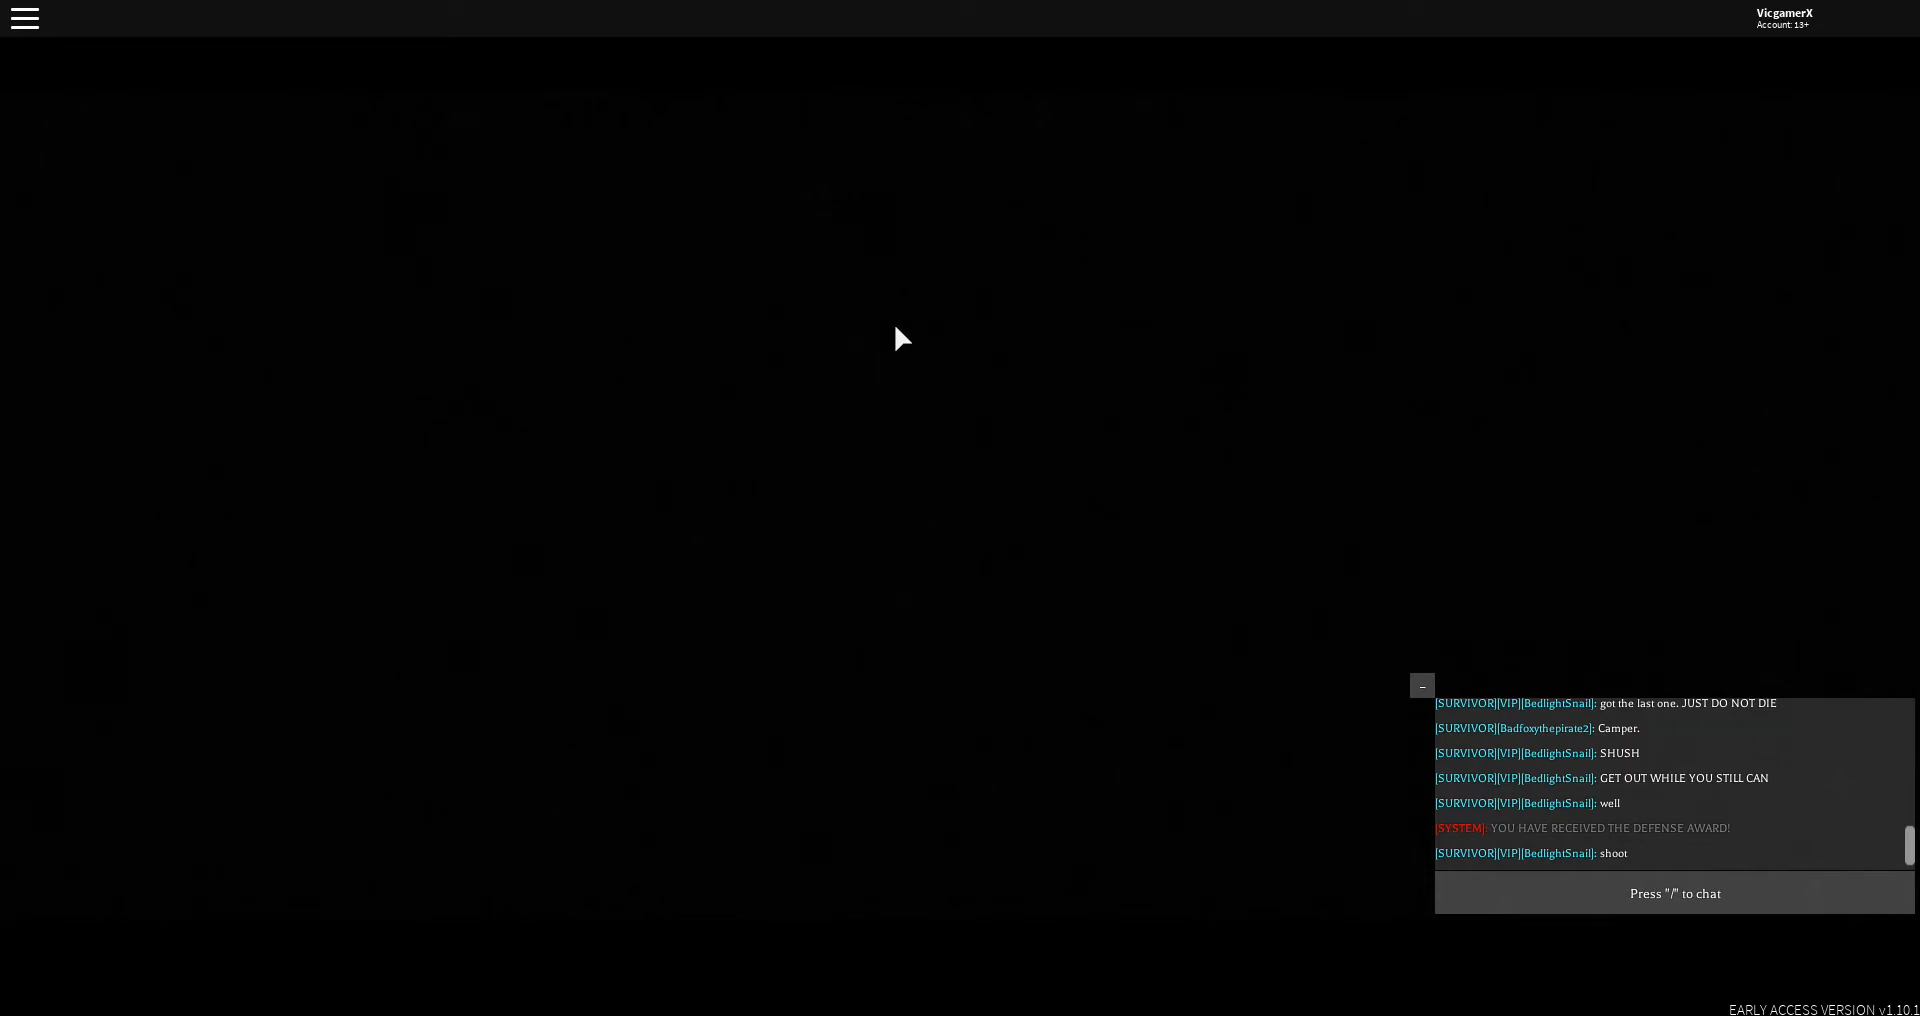 VicgamerX
Account: 13+
[SURVIVOR][VIP][BedlightSnail]: got the last one. JUST DO NOT DIE
[SURVIVOR][Badfoxythepirate2]: Camper.
[SURVIVOR][VIP][BedlightSnail]: SHUSH
[SURVIVOR][VIP][BedlightSnail]: GET OUT WHILE YOU STILL CAN
[SURVIVOR][VIP][BedlightSnail]: well
[SYSTEM]: YOU HAVE RECEIVED THE DEFENSE AWARD!
[SURVIVOR][VIP][BedlightSnail]: shoot
Press "/" to chat
EARLY ACCESS VERSION v1.10.1